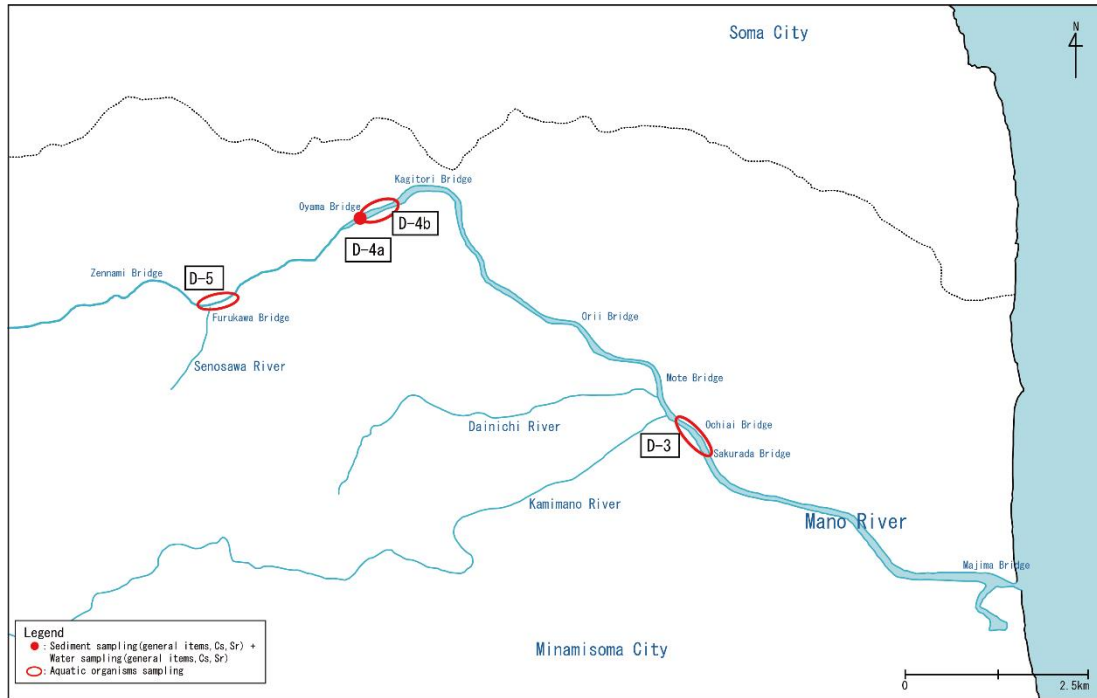 Soma City
N
4
Kagitori Bridge
Oyama Bridge
D-4b
D-4a
Zennami Bridge
D-5
Furukawa Bridge
Orii Bridge
Senosawa River
Mote Bridge
Dainichi River
Ochiai Bridge
D-3
Sakurada Bridge
Kamimano River
Mano River
Majima Bridge
Minamisoma City
Legend
: Sediment sampling(general items,Cs,Sr) +
Water sampling(general items,Cs,Sr)
: Aquatic organisms sampling
0
2.5km